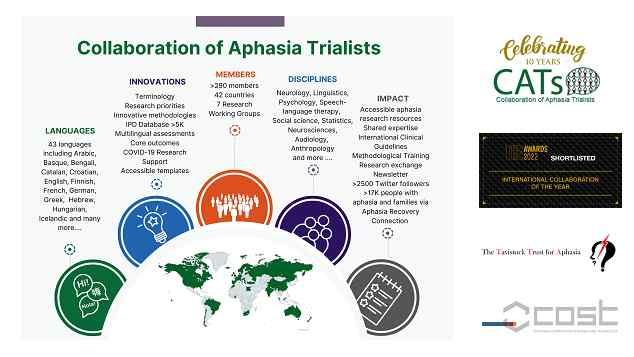 Collaboration of Aphasia Trialists
LANGUAGES
43 languages
including Arabic,
Basque, Bengali,
Catalan, Croatian,
English, Finnish,
French, German,
Greek, Hebrew,
Hungarian,
Icelandic and many
more....
INNOVATIONS
Terminology
Research priorities
Innovative methodologies
IPD Database >5K
Multilingual assessments
Core outcomes
COVID-19 Research
Support
Accessible templates
MEMBERS
>290 members
42 countries
7 Research
Working Groups
DISCIPLINES
Neurology, Linguistics,
Psychology, Speech-
language therapy,
Social science, Statistics,
Neurosciences,
Audiology,
Anthropology
and more ....
IMPACT
Accessible aphasia
research resources
Shared expertise
International Clinical
Guidelines
Methodological Training
Research exchange
Newsletter
>2500 Twitter followers
>17K people with
aphasia and families via
Aphasia Recovery
Connection
Hi!
Hola!
Celebrating
10 YEARS
CATs
Collaboration of Aphasia Trialists
AWARDS
2022
SHORTLISTED
INTERNATIONAL COLLABORATION
OF THE YEAR
The Tavistock Trust for Aphasia
cost